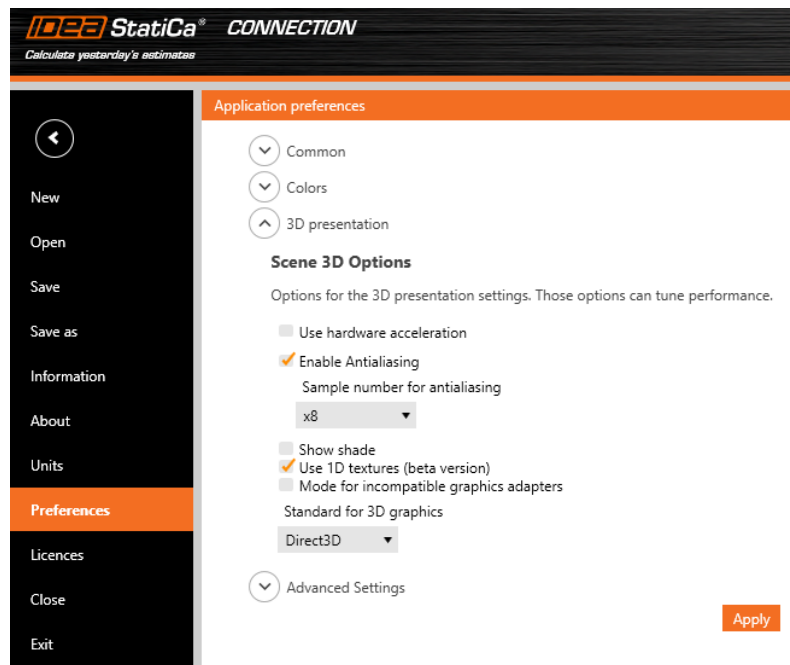 IDEA StatiCa® CONNECTION
Calculate yesterday's estimates
Application preferences
Common
Colors
3D presentation
Scene 3D Options
Options for the 3D presentation settings. Those options can tune performance.
Use hardware acceleration
Enable Antialiasing
Sample number for antialiasing
x8
Show shade
Use 1D textures (beta version)
Mode for incompatible graphics adapters
Standard for 3D graphics
Direct3D
Advanced Settings
Apply
New
Open
Save
Save as
Information
About
Units
Preferences
Licences
Close
Exit